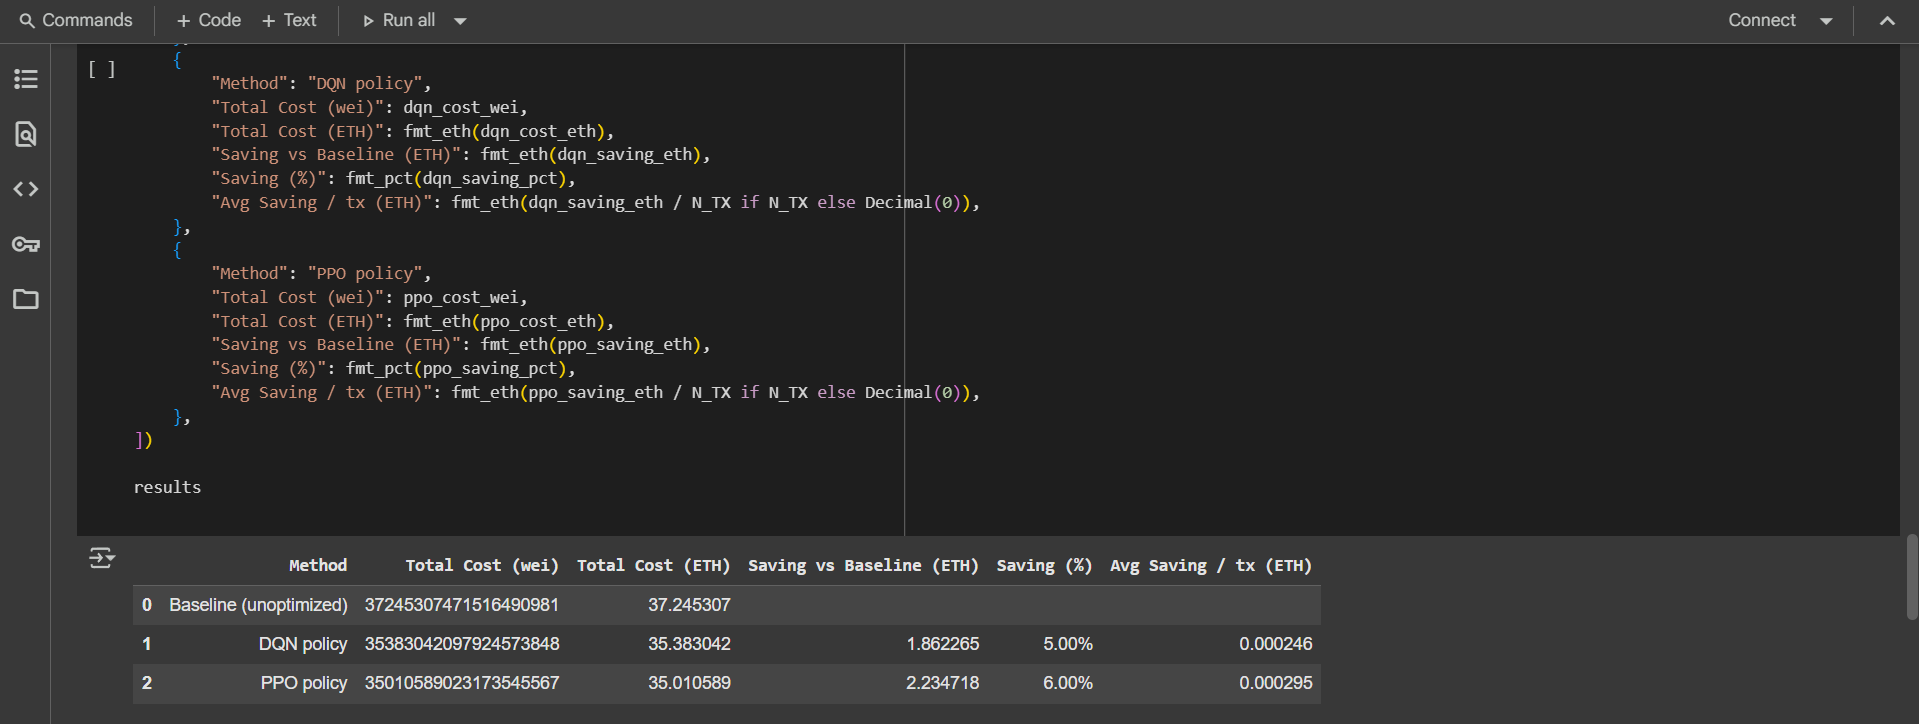 Commands + Code + Text Run all Connect
},
[ ] {
"Method": "DQN policy",
"Total Cost (wei)": dqn_cost_wei,
"Total Cost (ETH)": fmt_eth(dqn_cost_eth),
"Saving vs Baseline (ETH)": fmt_eth(dqn_saving_eth),
"Saving (%)": fmt_pct(dqn_saving_pct),
"Avg Saving / tx (ETH)": fmt_eth(dqn_saving_eth / N_TX if N_TX else Decimal(0)),
},
{
"Method": "PPO policy",
"Total Cost (wei)": ppo_cost_wei,
"Total Cost (ETH)": fmt_eth(ppo_cost_eth),
"Saving vs Baseline (ETH)": fmt_eth(ppo_saving_eth),
"Saving (%)": fmt_pct(ppo_saving_pct),
"Avg Saving / tx (ETH)": fmt_eth(ppo_saving_eth / N_TX if N_TX else Decimal(0)),
},
])
results
Method Total Cost (wei) Total Cost (ETH) Saving vs Baseline (ETH) Saving (%) Avg Saving / tx (ETH)
0 Baseline (unoptimized) 37245307471516490981 37.245307
1 DQN policy 35383042097924573848 35.383042 1.862265 5.00% 0.000246
2 PPO policy 35010589023173545567 35.010589 2.234718 6.00% 0.000295